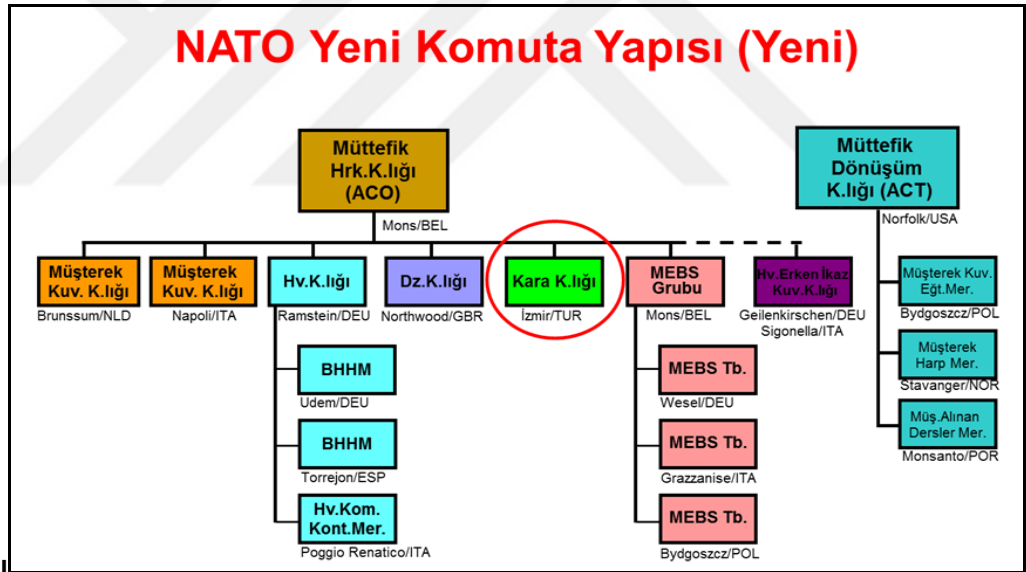 NATO Yeni Komuta Yapısı (Yeni)
Müttefik
Hrk.K.lığı
(ACO)
Mons/BEL
Müttefik
Dönüşüm
K.lığı (ACT)
Norfolk/USA
Müşterek
Kuv. K.lığı
Brunssum/NLD
Müşterek
Kuv. K.lığı
Napoli/ITA
Hv.K.lığı
Ramstein/DEU
Dz.K.lığı
Northwood/GBR
Kara K.lığı
İzmir/TUR
MEBS
Grubu
Mons/BEL
Hv.Erken İkaz
Kuv.K.lığı
Geilenkirschen/DEU
Sigonella/ITA
BHHM
Udem/DEU
BHHM
Torrejon/ESP
Hv.Kom.
Kont.Mer.
Poggio Renatico/ITA
MEBS Tb.
Wesel/DEU
MEBS Tb.
Grazzanise/ITA
MEBS Tb.
Bydgoszcz/POL
Müşterek Kuv.
Eğt.Mer.
Bydgoszcz/POL
Müşterek
Harp Mer.
Stavanger/NOR
Müş.Alınan
Dersler Mer.
Monsanto/POR